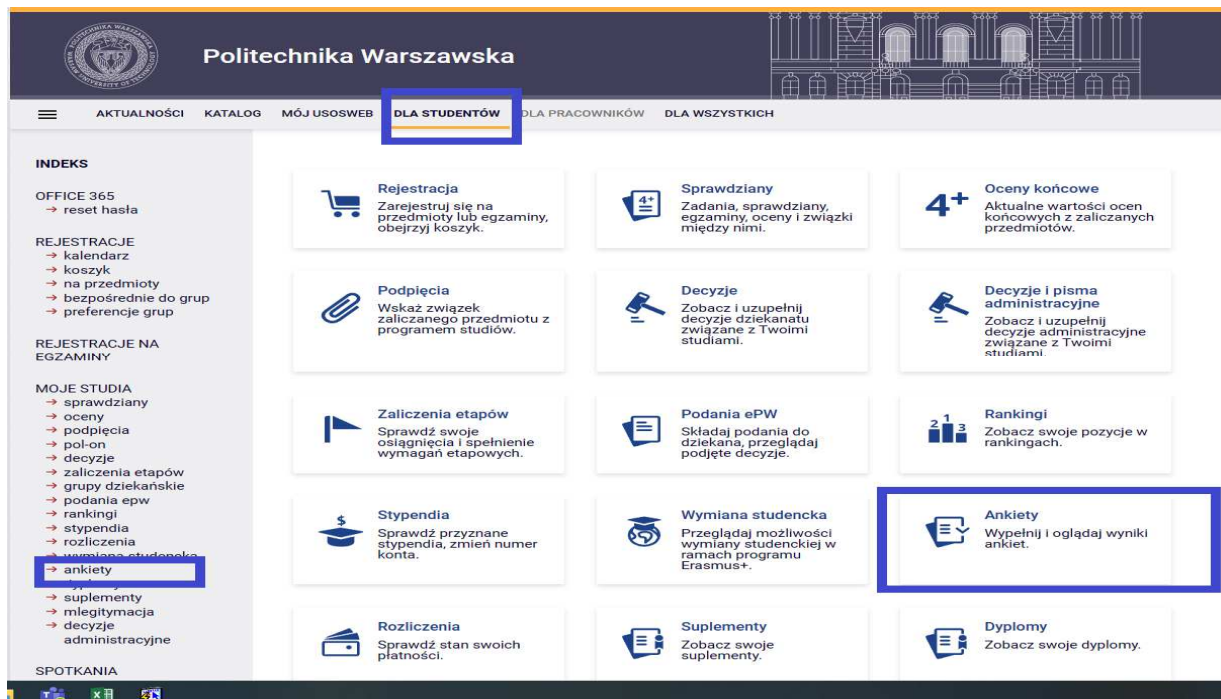 Politechnika Warszawska
AKTUALNOŚCI KATALOG MÓJ USOSWEB DLA STUDENTÓW DLA PRACOWNIKÓW DLA WSZYSTKICH
INDEKS
OFFICE 365
→ reset hasła
REJESTRACJE
→ kalendarz
→ koszyk
→ na przedmioty
→ bezpośrednie do grup
→ preferencje grup
REJESTRACJE NA
EGZAMINY
MOJE STUDIA
→ sprawdziany
→ oceny
→ podpięcia
→ pol-on
→ decyzje
→ zaliczenia etapów
→ grupy dziekańskie
→ podania epw
→ rankingi
→ stypendia
→ rozliczenia
→ wymiana studencka
→ ankiety
→ suplementy
→ mlegitymacja
→ decyzje
administracyjne
SPOTKANIA
Rejestracja
Zarejestruj się na
przedmioty lub egzaminy,
obejrzyj koszyk.
4+
Sprawdziany
Zadania, sprawdziany,
egzaminy, oceny i związki
między nimi.
4+
Oceny końcowe
Aktualne wartości ocen
końcowych z zaliczanych
przedmiotów.
Podpięcia
Wskaż związek
zaliczanego przedmiotu z
programem studiów.
Decyzje
Zobacz i uzupełnij
decyzje dziekanatu
związane z Twoimi
studiami.
Decyzje i pisma
administracyjne
Zobacz i uzupełnij
decyzje administracyjne
związane z Twoimi
studiami.
Zaliczenia etapów
Sprawdź swoje
osiągnięcia i spełnienie
wymagań etapowych.
Podania ePW
Składaj podania do
dziekana, przeglądaj
podjęte decyzje.
2 1 3
Rankingi
Zobacz swoje pozycje w
rankingach.
$
Stypendia
Sprawdź przyznane
stypendia, zmień numer
konta.
Wymiana studencka
Przeglądaj możliwości
wymiany studenckiej w
ramach programu
Erasmus+.
Ankiety
Wypełnij i oglądaj wyniki
ankiet.
Rozliczenia
Sprawdź stan swoich
płatności.
Suplementy
Zobacz swoje
suplementy.
Dyplomy
Zobacz swoje dyplomy.